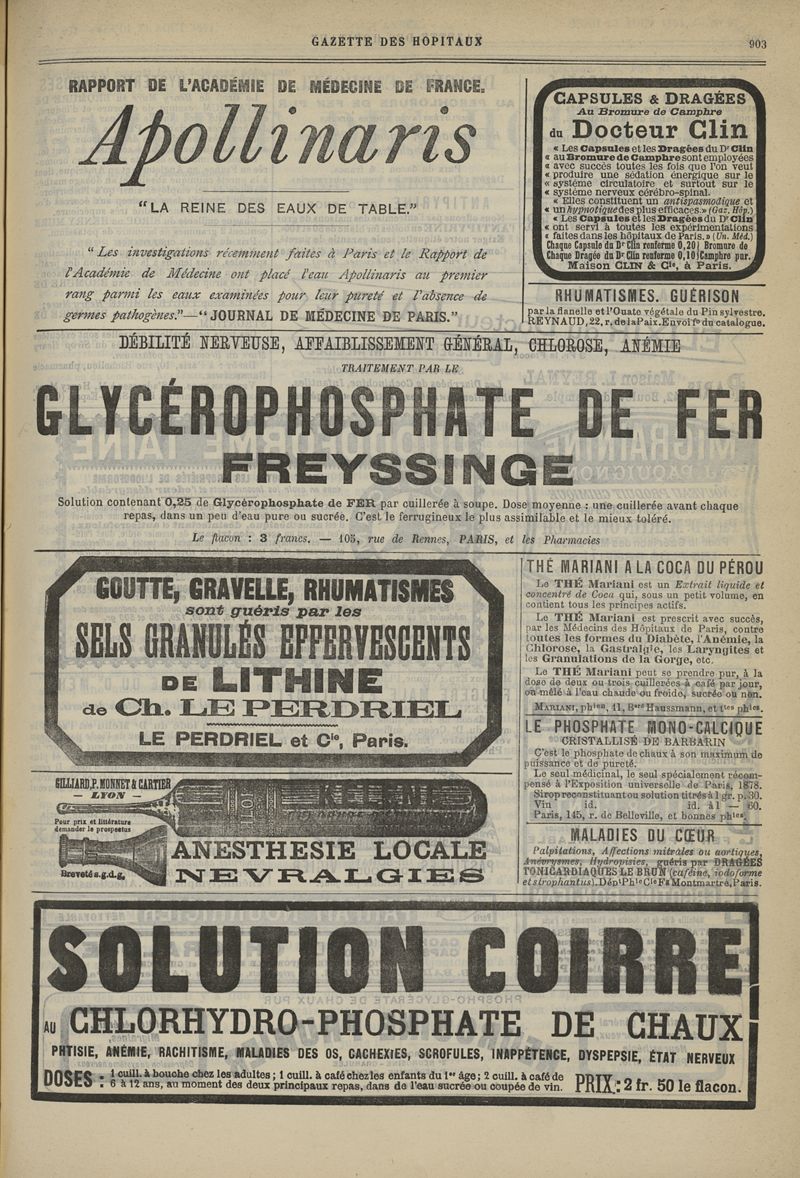 GAZETTE DES HOPITAUX
903
RAPPORT DE L'ACADÉMIE DE MÉDECINE DE FRANCE.
Apollinaris
"LA REINE DES EAUX DE TABLE."
"Les investigations récemment faites à Paris et le Rapport de
l'Académie de Médecine ont placé l'eau Apollinaris au premier
rang parmi les eaux examinées pour leur pureté et l'absence de
germes pathogènes."—"JOURNAL DE MÉDECINE DE PARIS."
CAPSULES & DRAGÉES
Au Bromure de Camphre
du Docteur Clin
« Les Capsules et les Dragées du Dr Clin
« au Bromure de Camphre sont employées
« avec succès toutes les fois que l'on veut
« produire une sédation énergique sur le
« système circulatoire et surtout sur le
« système nerveux cérébro-spinal.
« Elles constituent un antispasmodique et
« un hypnotique des plus efficaces.» (Gaz. Hôp.)
« Les Capsules et les Dragées du Dr Clin
« ont servi à toutes les expérimentations
« faites dans les hôpitaux de Paris. » (Un. Méd.)
Chaque Capsule du Dr Clin renferme 0,20 } Bromure de
Chaque Dragée du Dr Clin renferme 0,10 } Camphre pur.
Maison CLIN & Cie, à Paris.
RHUMATISMES. GUÉRISON
par la flanelle et l'Ouate végétale du Pin sylvestre.
REYNAUD, 22, r. de la Paix. Envoi fo du catalogue.
DÉBILITÉ NERVEUSE, AFFAIBLISSEMENT GÉNÉRAL, CHLOROSE, ANÉMIE
TRAITEMENT PAR LE
GLYCÉROPHOSPHATE DE FER
FREYSSINGE
Solution contenant 0,25 de Glycérophosphate de FER par cuillerée à soupe. Dose moyenne : une cuillerée avant chaque
repas, dans un peu d'eau pure ou sucrée. C'est le ferrugineux le plus assimilable et le mieux toléré.
Le flacon : 3 francs. — 105, rue de Rennes, PARIS, et les Pharmacies
GOUTTE, GRAVELLE, RHUMATISMES
sont guéris par les
SELS GRANULÉS EFFERVESCENTS
DE LITHINE
de Ch. LE PERDRIEL
LE PERDRIEL et Cie, Paris.
GILLIARD, P. MONNET & CARTIER
— LYON —
Pour prix et littérature
demander le prospectus
Brevetés. g. d. g.
ANESTHESIE LOCALE
NEVRALGIES
THÉ MARIANI A LA COCA DU PÉROU
Le THÉ Mariani est un Extrait liquide et
concentré de Coca qui, sous un petit volume, en
contient tous les principes actifs.
Le THÉ Mariani est prescrit avec succès,
par les Médecins des Hôpitaux de Paris, contre
toutes les formes du Diabète, l'Anémie, la
Chlorose, la Gastralgie, les Laryngites et
les Granulations de la Gorge, etc.
Le THÉ Mariani peut se prendre pur, à la
dose de deux ou trois cuillerées à café par jour,
ou mêlé à l'eau chaude ou froide, sucrée ou non.
MARIANI, phien, 41, Bard Haussmann, et ttes phies.
LE PHOSPHATE MONO-CALCIQUE
CRISTALLISÉ DE BARBARIN
C'est le phosphate de chaux à son maximum de
puissance et de pureté.
Le seul médicinal, le seul spécialement récom-
pensé à l'Exposition universelle de Paris, 1878.
Sirop reconstituant ou solution titrés à 1 gr. p. 30.
Vin id. id. à 1 — 60.
Paris, 145, r. de Belleville, et bonnes phies.
MALADIES DU CŒUR
Palpitations, Affections mitrales ou aortiques,
Anévrysmes, Hydropisies, guéris par DRAGÉES
TONICARDIAQUES LE BRUN (caféine, iodoforme
et strophantus). Dépt Phie Cle Fg Montmartre, Paris.
SOLUTION COIRRE
AU CHLORHYDRO-PHOSPHATE DE CHAUX
PHTISIE, ANÉMIE, RACHITISME, MALADIES DES OS, CACHEXIES, SCROFULES, INAPPÉTENCE, DYSPEPSIE, ÉTAT NERVEUX
DOSES : 1 cuill. à bouche chez les adultes ; 1 cuill. à café chez les enfants du 1er âge ; 2 cuill. à café de
6 à 12 ans, au moment des deux principaux repas, dans de l'eau sucrée ou coupée de vin.
PRIX : 2 fr. 50 le flacon.